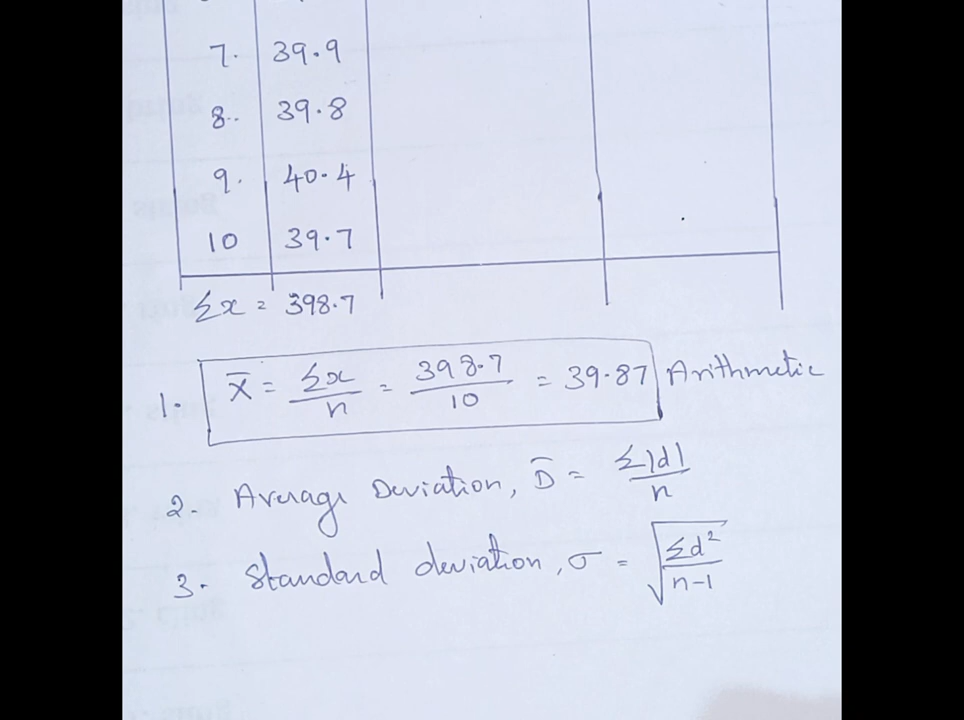 7. 39.9
8.. 39.8
9. 40.4
10 39.7
Σx = 398.7
1. X̄ = Σx/n = 398.7/10 = 39.87 Arithmetic
2. Average Deviation, D̄ = Σ|d|/n
3. Standard deviation, σ = √(Σd²/n-1)